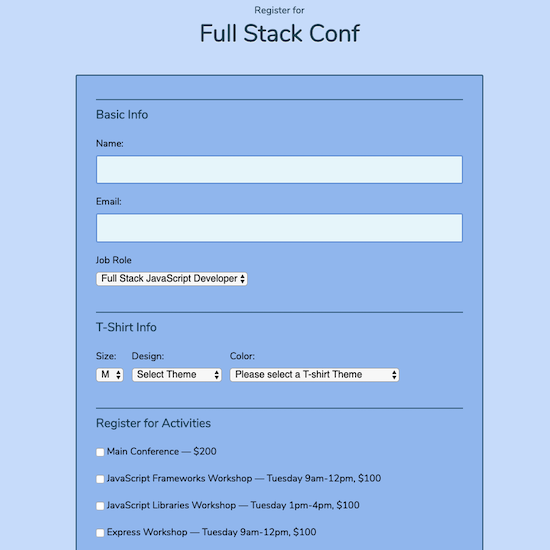 Register for
Full Stack Conf
Basic Info
Name:
Email:
Job Role
Full Stack JavaScript Developer
T-Shirt Info
Size: Design: Color:
M Select Theme Please select a T-shirt Theme
Register for Activities
Main Conference — $200
JavaScript Frameworks Workshop — Tuesday 9am-12pm, $100
JavaScript Libraries Workshop — Tuesday 1pm-4pm, $100
Express Workshop — Tuesday 9am-12pm, $100